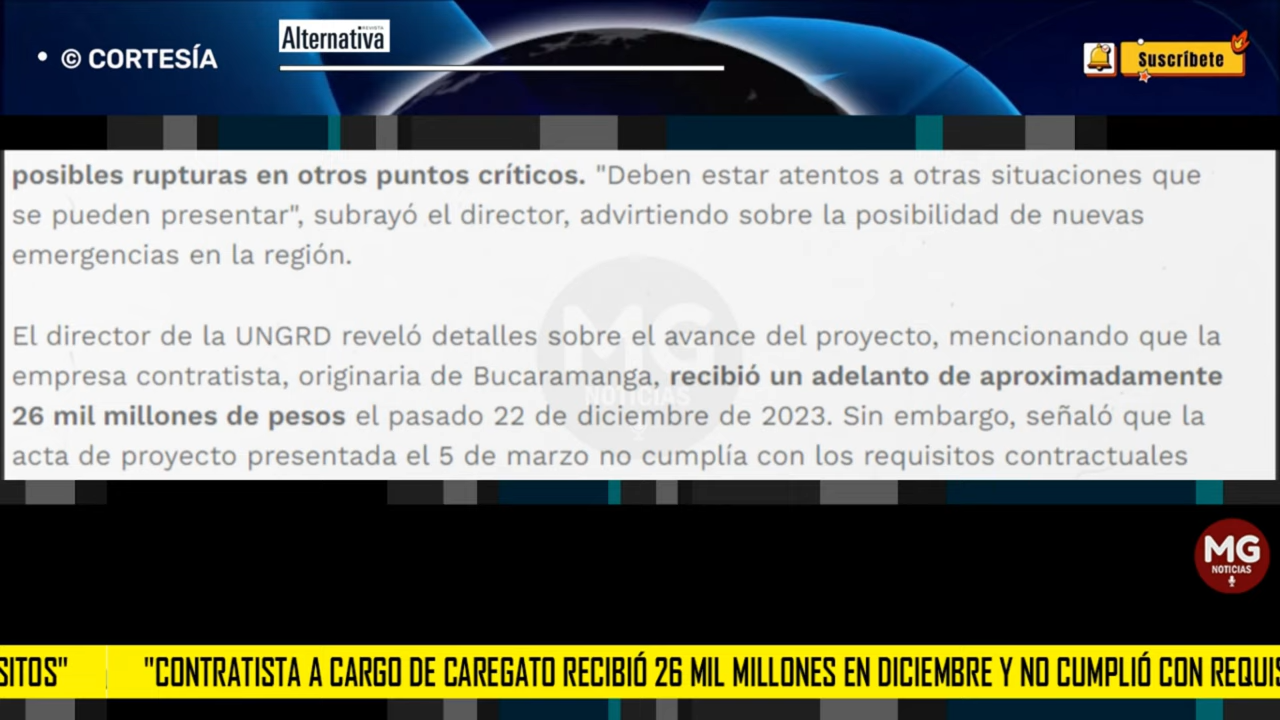 • © CORTESÍA
REVISTA
Alternativa
Suscríbete
posibles rupturas en otros puntos críticos. "Deben estar atentos a otras situaciones que
se pueden presentar", subrayó el director, advirtiendo sobre la posibilidad de nuevas
emergencias en la región.
El director de la UNGRD reveló detalles sobre el avance del proyecto, mencionando que la
empresa contratista, originaria de Bucaramanga, recibió un adelanto de aproximadamente
26 mil millones de pesos el pasado 22 de diciembre de 2023. Sin embargo, señaló que la
acta de proyecto presentada el 5 de marzo no cumplía con los requisitos contractuales
MG
NOTICIAS
MG
NOTICIAS
SITOS" "CONTRATISTA A CARGO DE CAREGATO RECIBIÓ 26 MIL MILLONES EN DICIEMBRE Y NO CUMPLIÓ CON REQUIS